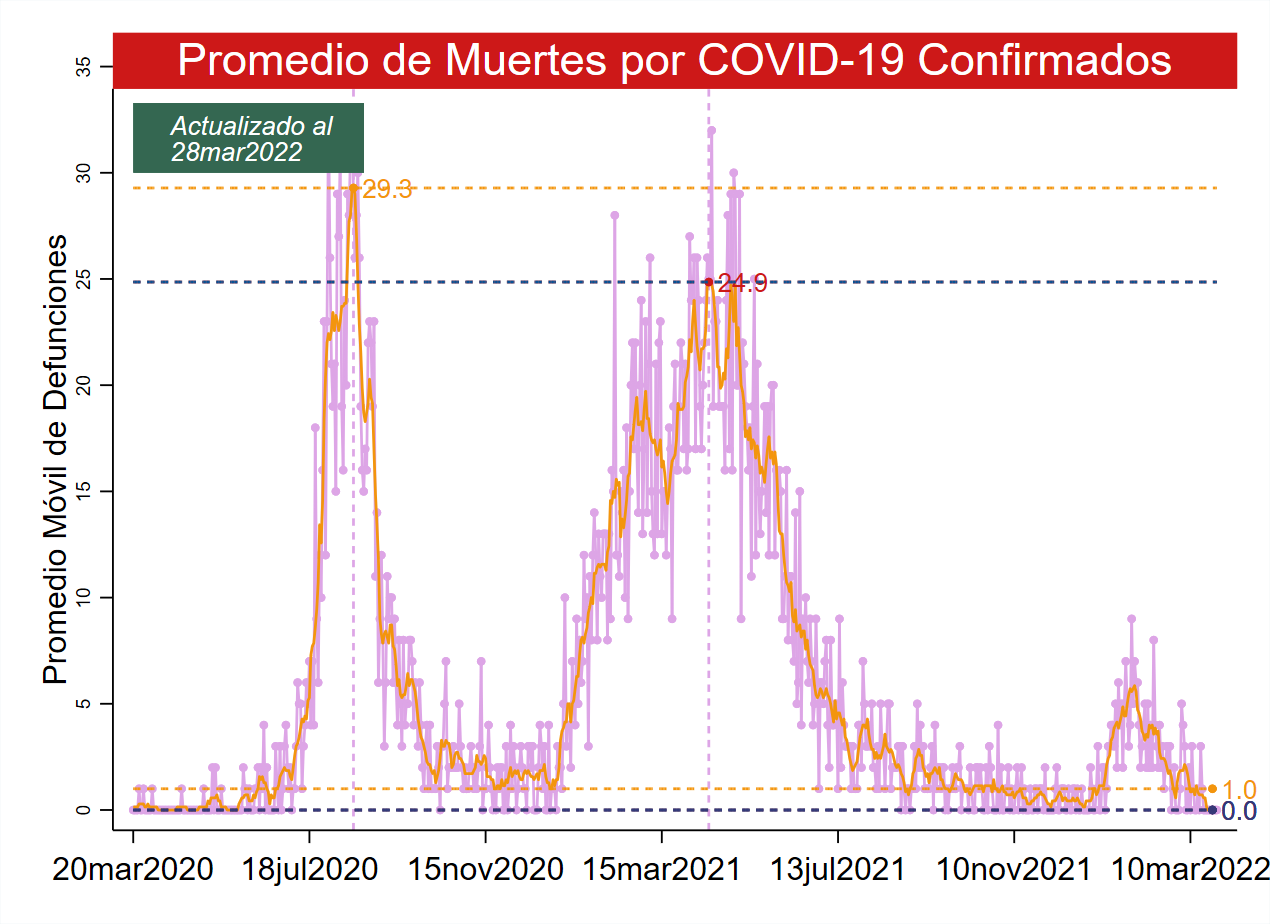 Promedio de Muertes por COVID-19 Confirmados
Actualizado al
28mar2022
Promedio Móvil de Defunciones
35
30
25
20
15
10
5
0
29.3
24.9
1.0
0.0
20mar2020
18jul2020
15nov2020
15mar2021
13jul2021
10nov2021
10mar2022